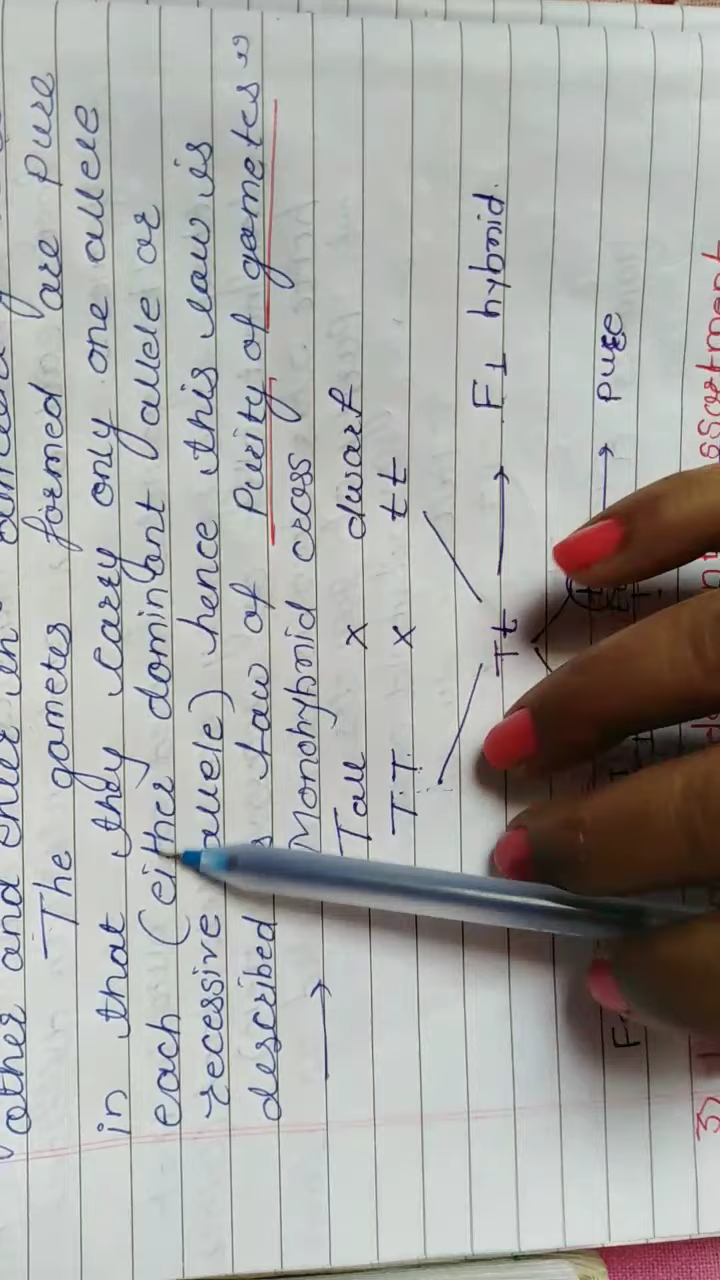 other and enter in
The gametes formed are pure
in that they carry only one allele
each (either dominant allele or
recessive allele) hence this law is
described Law of Purity of gametes"
→ Monohybrid cross
Tall x dwarf
TT x tt
Tt → F1 hybrid.
→ pure
3)